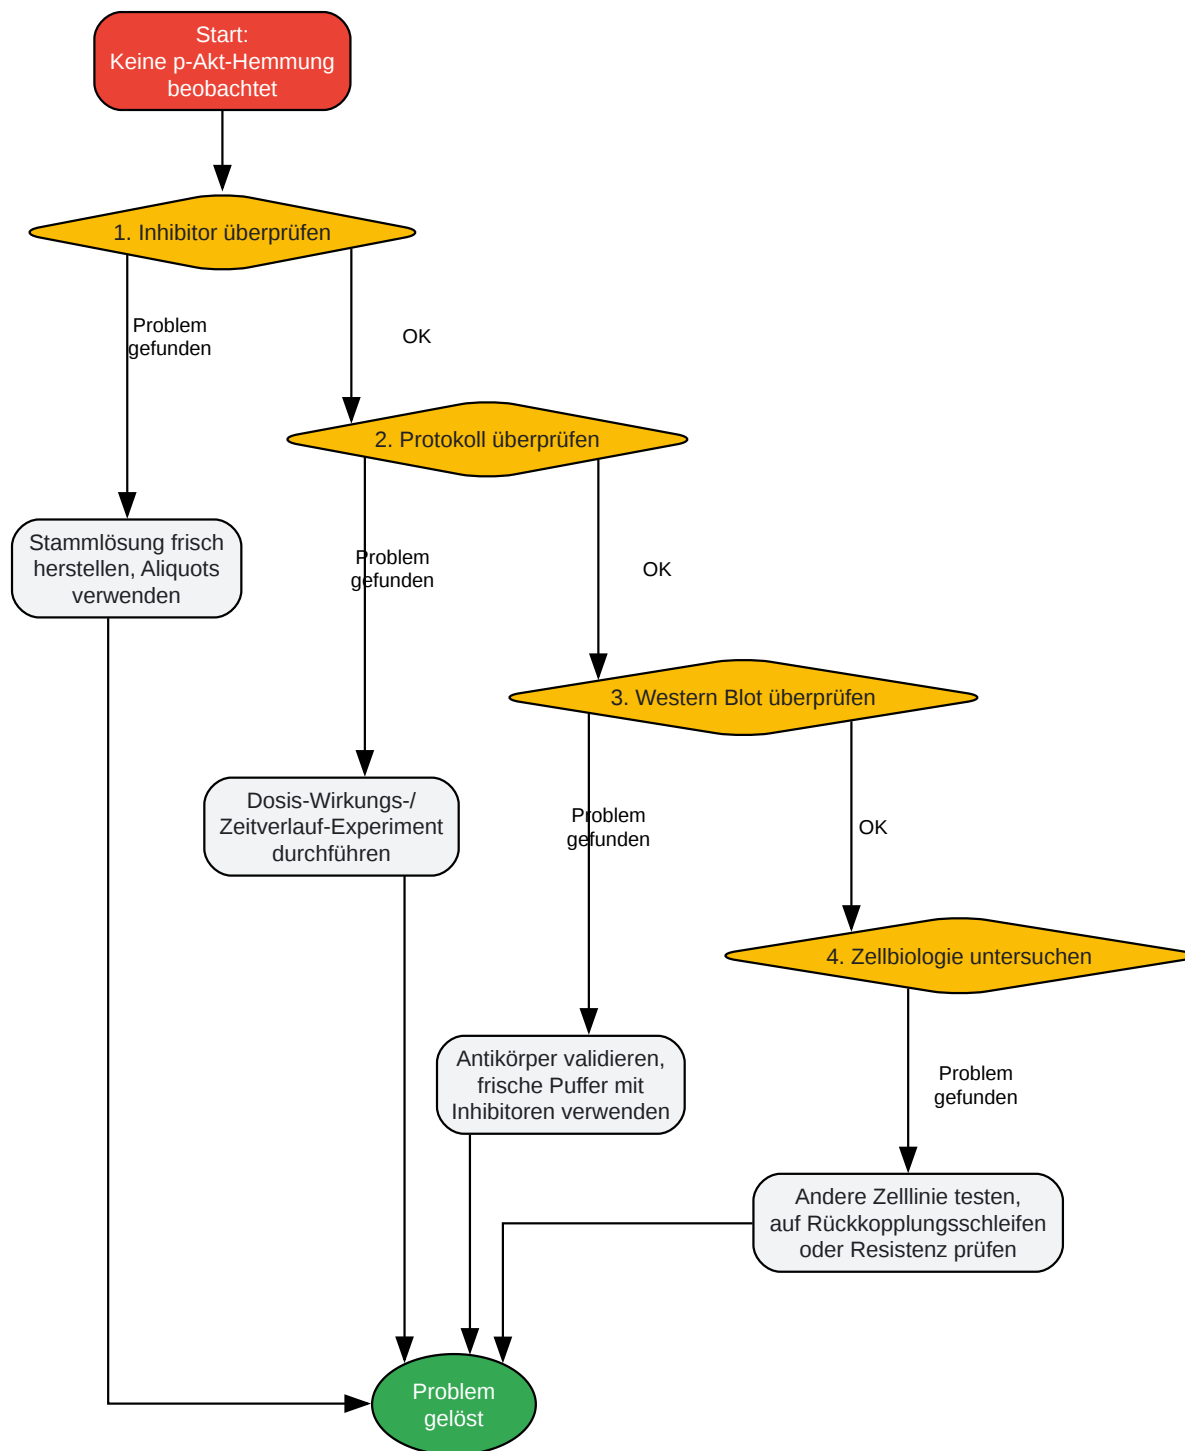 Start:
Keine p-Akt-Hemmung
beobachtet
1. Inhibitor überprüfen
Problem
gefunden
OK
2. Protokoll überprüfen
Stammlösung frisch
herstellen, Aliquots
verwenden
Problem
gefunden
OK
3. Western Blot überprüfen
Dosis-Wirkungs-/
Zeitverlauf-Experiment
durchführen
Problem
gefunden
OK
4. Zellbiologie untersuchen
Antikörper validieren,
frische Puffer mit
Inhibitoren verwenden
Problem
gefunden
Andere Zelllinie testen,
auf Rückkopplungsschleifen
oder Resistenz prüfen
Problem
gelöst